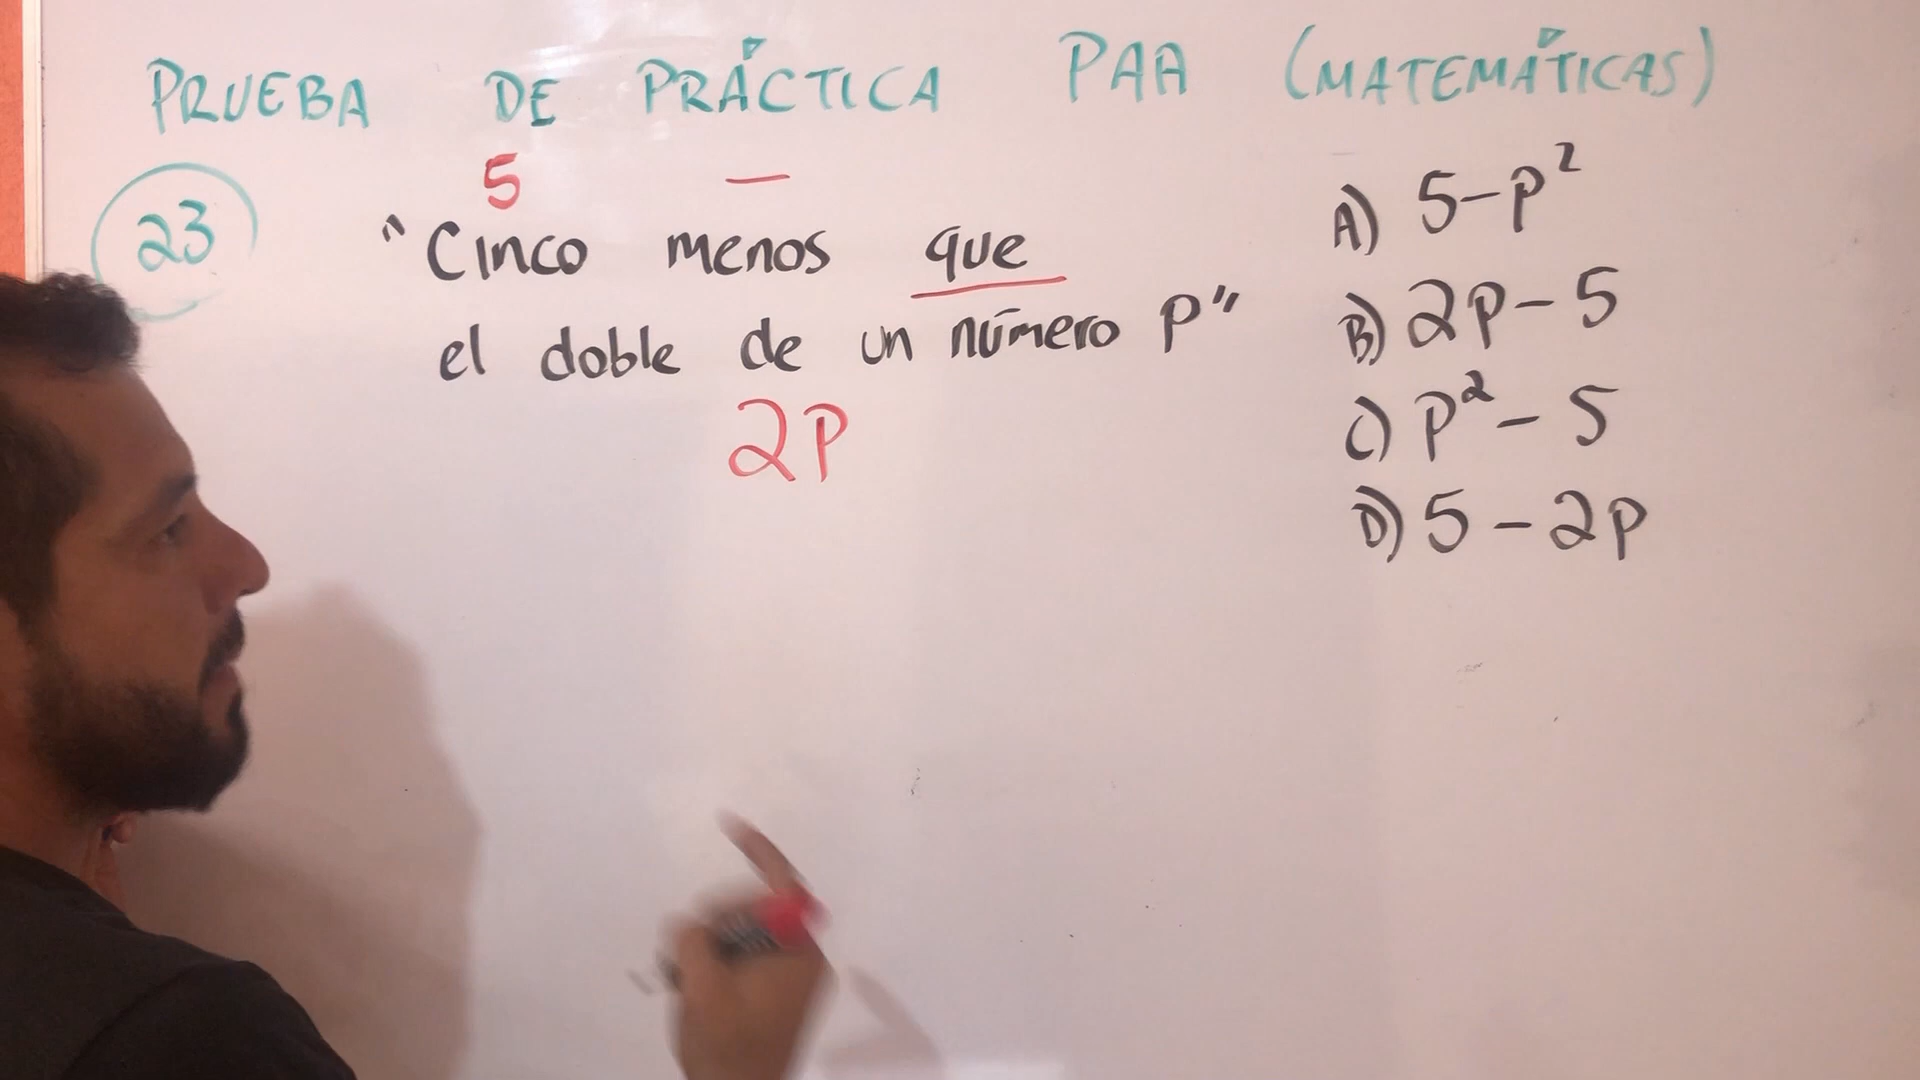 PRUEBA DE PRÁCTICA PAA (MATEMÁTICAS)
23
5 —
"Cinco menos que
el doble de un número p"
2P
A) 5-p²
B) 2p-5
C) p²-5
D) 5-2p